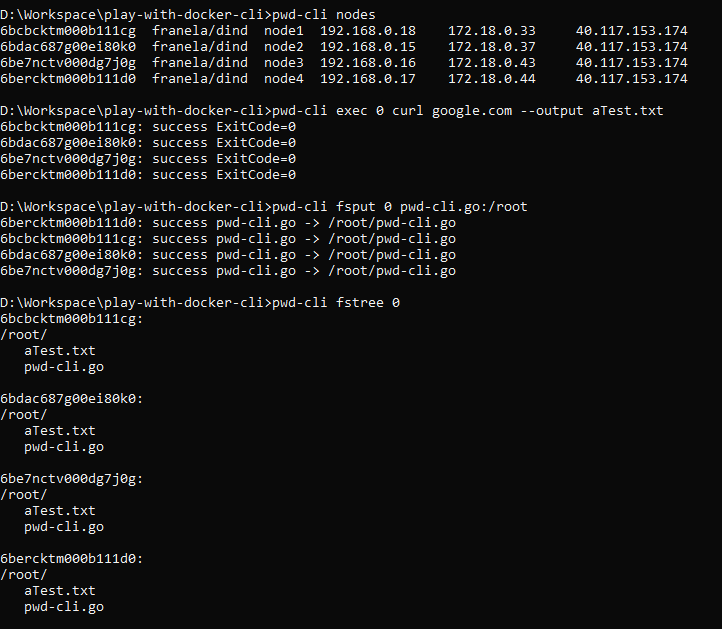 D:\Workspace\play-with-docker-cli>pwd-cli nodes
6bcbcktm000b111cg  franela/dind  node1  192.168.0.18    172.18.0.33     40.117.153.174
6bdac687g00ei80k0  franela/dind  node2  192.168.0.15    172.18.0.37     40.117.153.174
6be7nctv000dg7j0g  franela/dind  node3  192.168.0.16    172.18.0.43     40.117.153.174
6bercktm000b111d0  franela/dind  node4  192.168.0.17    172.18.0.44     40.117.153.174
D:\Workspace\play-with-docker-cli>pwd-cli exec 0 curl google.com --output aTest.txt
6bcbcktm000b111cg: success ExitCode=0
6bdac687g00ei80k0: success ExitCode=0
6be7nctv000dg7j0g: success ExitCode=0
6bercktm000b111d0: success ExitCode=0
D:\Workspace\play-with-docker-cli>pwd-cli fsput 0 pwd-cli.go:/root
6bercktm000b111d0: success pwd-cli.go -> /root/pwd-cli.go
6bcbcktm000b111cg: success pwd-cli.go -> /root/pwd-cli.go
6bdac687g00ei80k0: success pwd-cli.go -> /root/pwd-cli.go
6be7nctv000dg7j0g: success pwd-cli.go -> /root/pwd-cli.go
D:\Workspace\play-with-docker-cli>pwd-cli fstree 0
6bcbcktm000b111cg:
/root/
   aTest.txt
   pwd-cli.go
6bdac687g00ei80k0:
/root/
   aTest.txt
   pwd-cli.go
6be7nctv000dg7j0g:
/root/
   aTest.txt
   pwd-cli.go
6bercktm000b111d0:
/root/
   aTest.txt
   pwd-cli.go